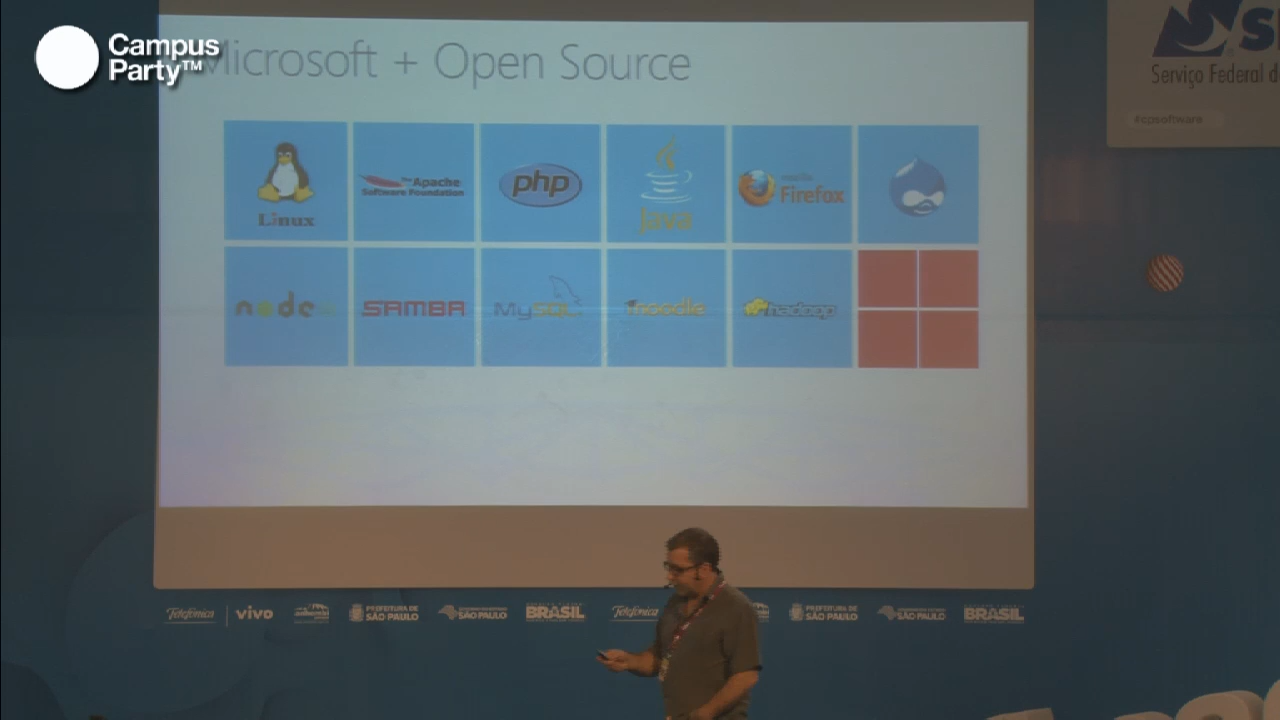 Campus
Party™
Microsoft + Open Source
Linux
The Apache
Software Foundation
php
Java
mozilla
Firefox
node
SAMBA
MySQL
moodle
hadoop
Serviço Federal d
#cpsoftware
Telefónica
vivo
PREFEITURA DE
SÃO PAULO
SÃO PAULO
BRASIL
Telefónica
PREFEITURA DE
SÃO PAULO
SÃO PAULO
BRASIL